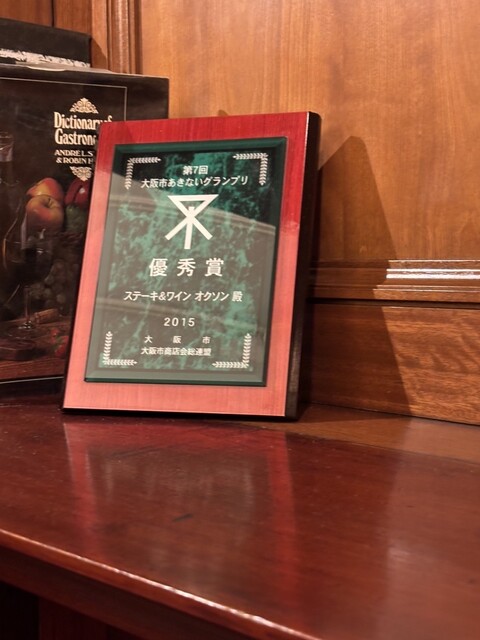 Dictionary of
Gastrono
ANDRÉ L. S
& ROBIN H
第7回
大阪市あきないグランプリ
優秀賞
ステーキ&ワイン オクソン 殿
2015
大阪市
大阪市商店会総連盟